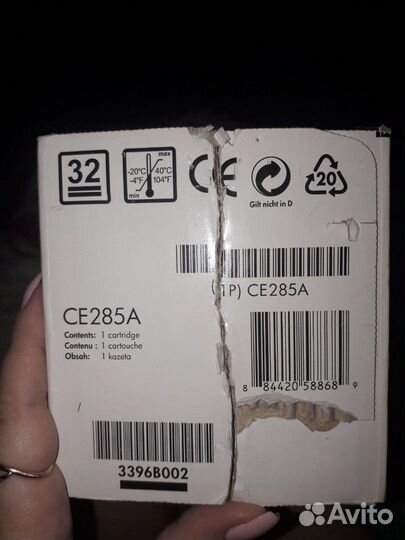 32
max
-20°C 40°C
-4°F 104°F
min
CE
Gilt nicht in D
20
(1P) CE285A
CE285A
Contents: 1 cartridge
Contenu : 1 cartouche
Obsah: 1 kazeta
8 84420 58868 9
/
3396B002
Avito